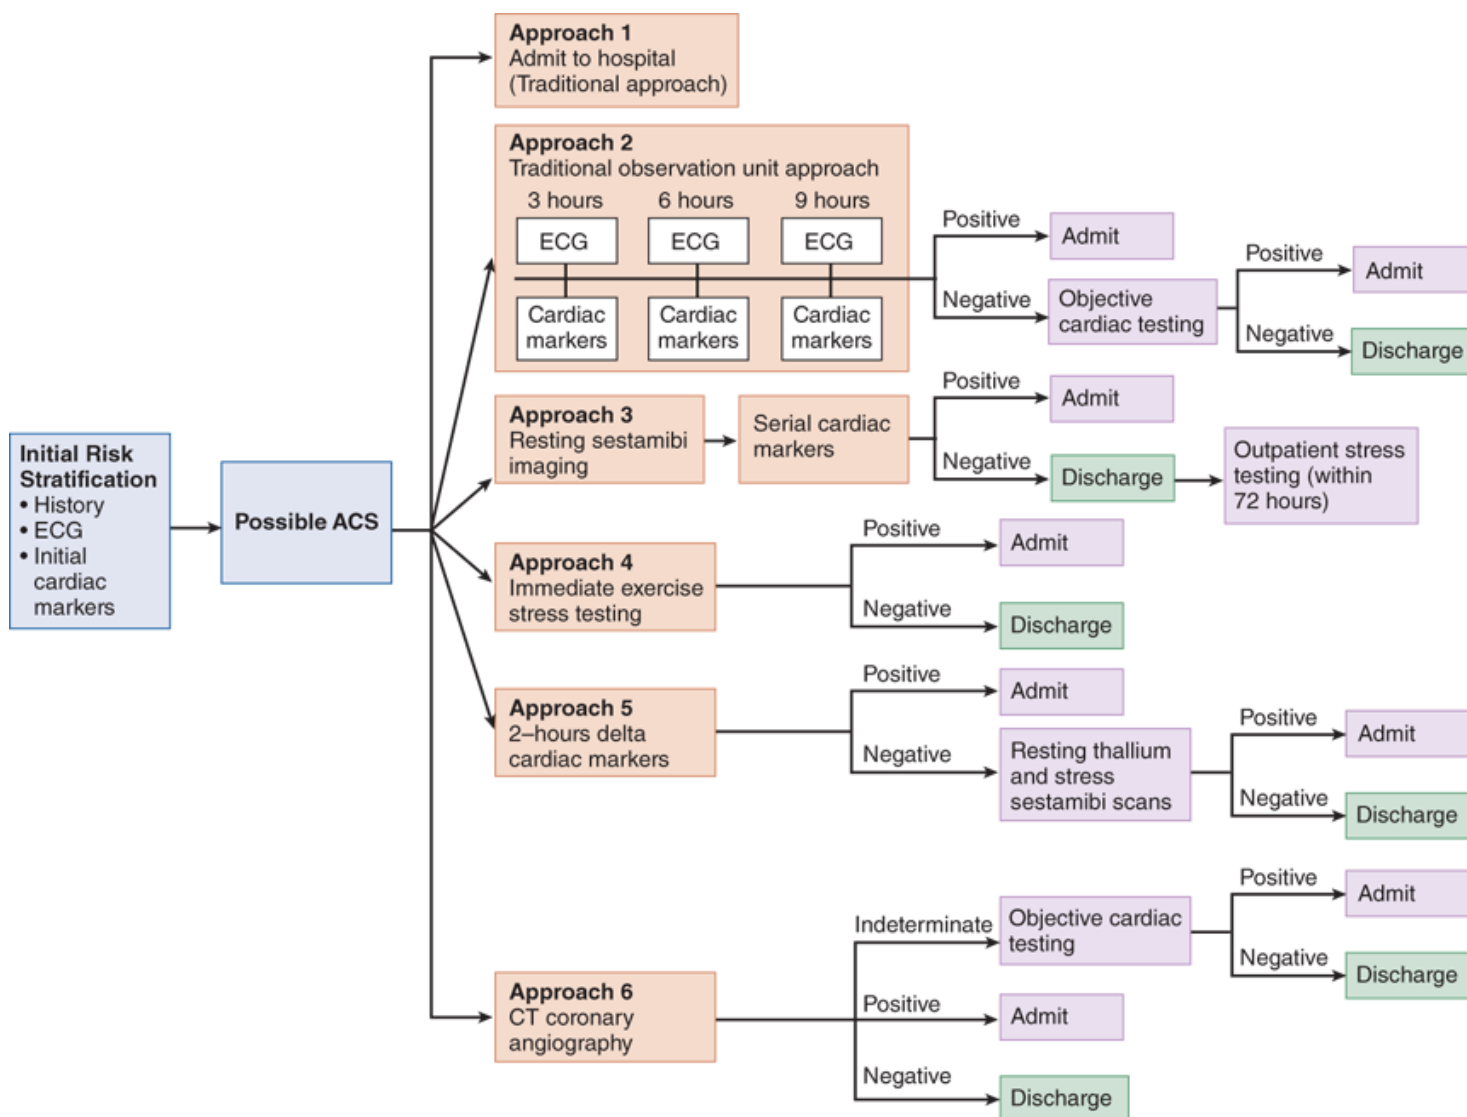 Initial Risk
Stratification
• History
• ECG
• Initial
cardiac
markers
Possible ACS
Approach 1
Admit to hospital
(Traditional approach)
Approach 2
Traditional observation unit approach
3 hours 6 hours 9 hours
ECG ECG ECG
Cardiac markers Cardiac markers Cardiac markers
Positive
Admit
Negative
Objective
cardiac testing
Positive
Admit
Negative
Discharge
Approach 3
Resting sestamibi
imaging
Serial cardiac
markers
Positive
Admit
Negative
Discharge
Outpatient stress
testing (within
72 hours)
Approach 4
Immediate exercise
stress testing
Positive
Admit
Negative
Discharge
Approach 5
2–hours delta
cardiac markers
Positive
Admit
Negative
Resting thallium
and stress
sestamibi scans
Positive
Admit
Negative
Discharge
Approach 6
CT coronary
angiography
Indeterminate
Objective cardiac
testing
Positive
Admit
Negative
Discharge
Positive
Admit
Negative
Discharge